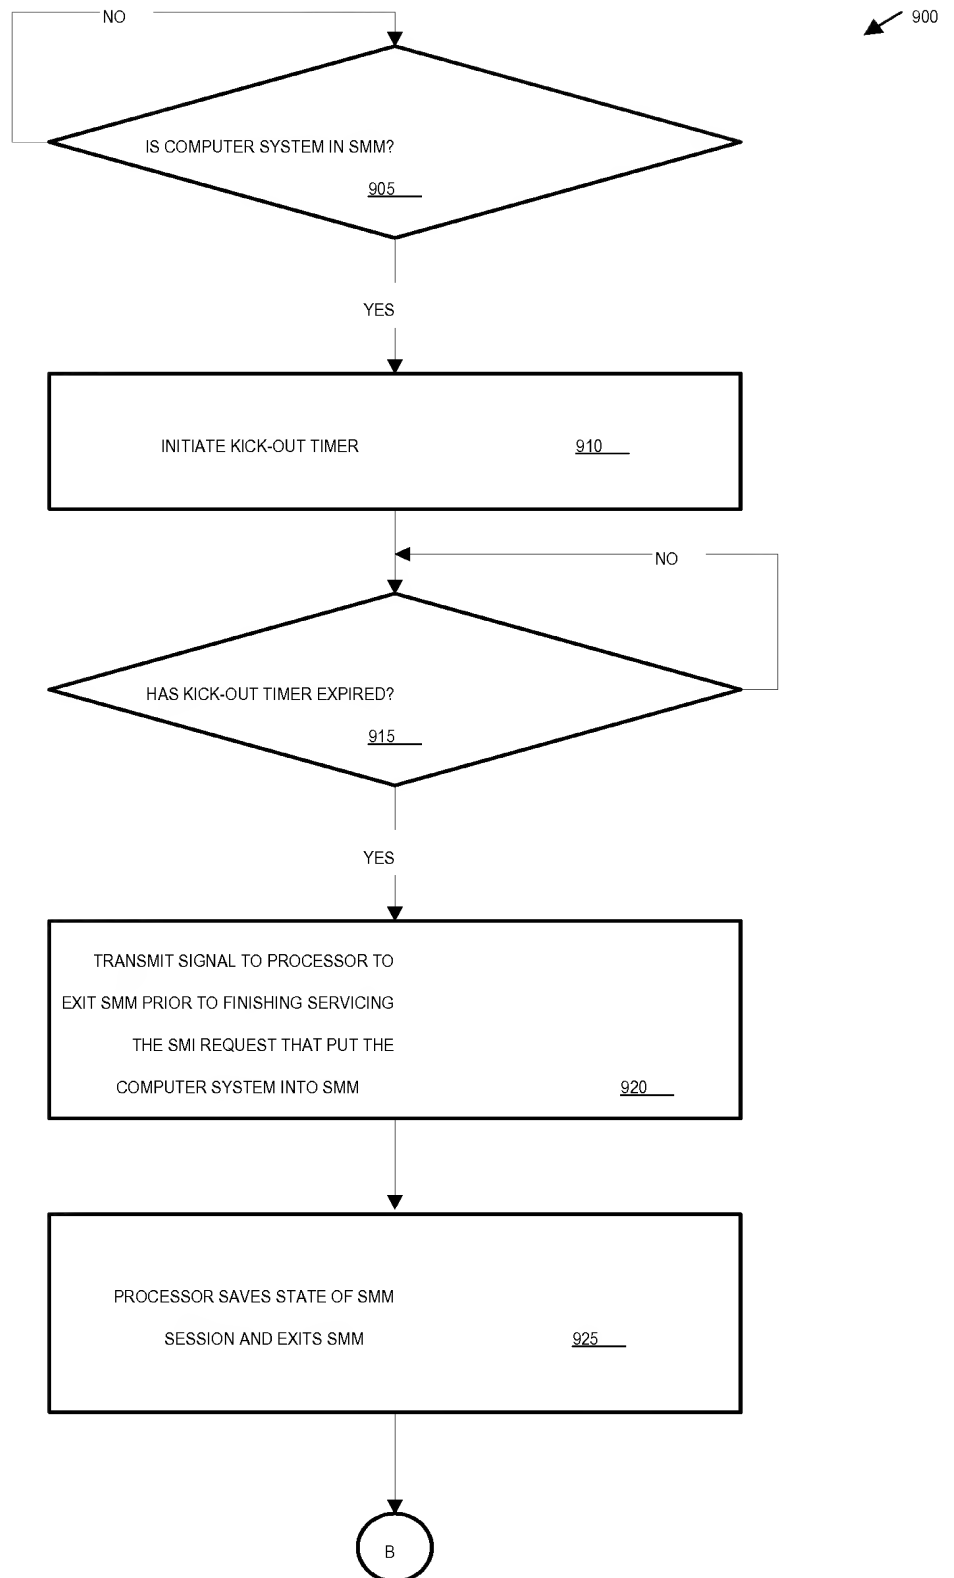 NO
900
IS COMPUTER SYSTEM IN SMM?
905
YES
INITIATE KICK-OUT TIMER 910
NO
HAS KICK-OUT TIMER EXPIRED?
915
YES
TRANSMIT SIGNAL TO PROCESSOR TO
EXIT SMM PRIOR TO FINISHING SERVICING
THE SMI REQUEST THAT PUT THE
COMPUTER SYSTEM INTO SMM 920
PROCESSOR SAVES STATE OF SMM
SESSION AND EXITS SMM 925
B